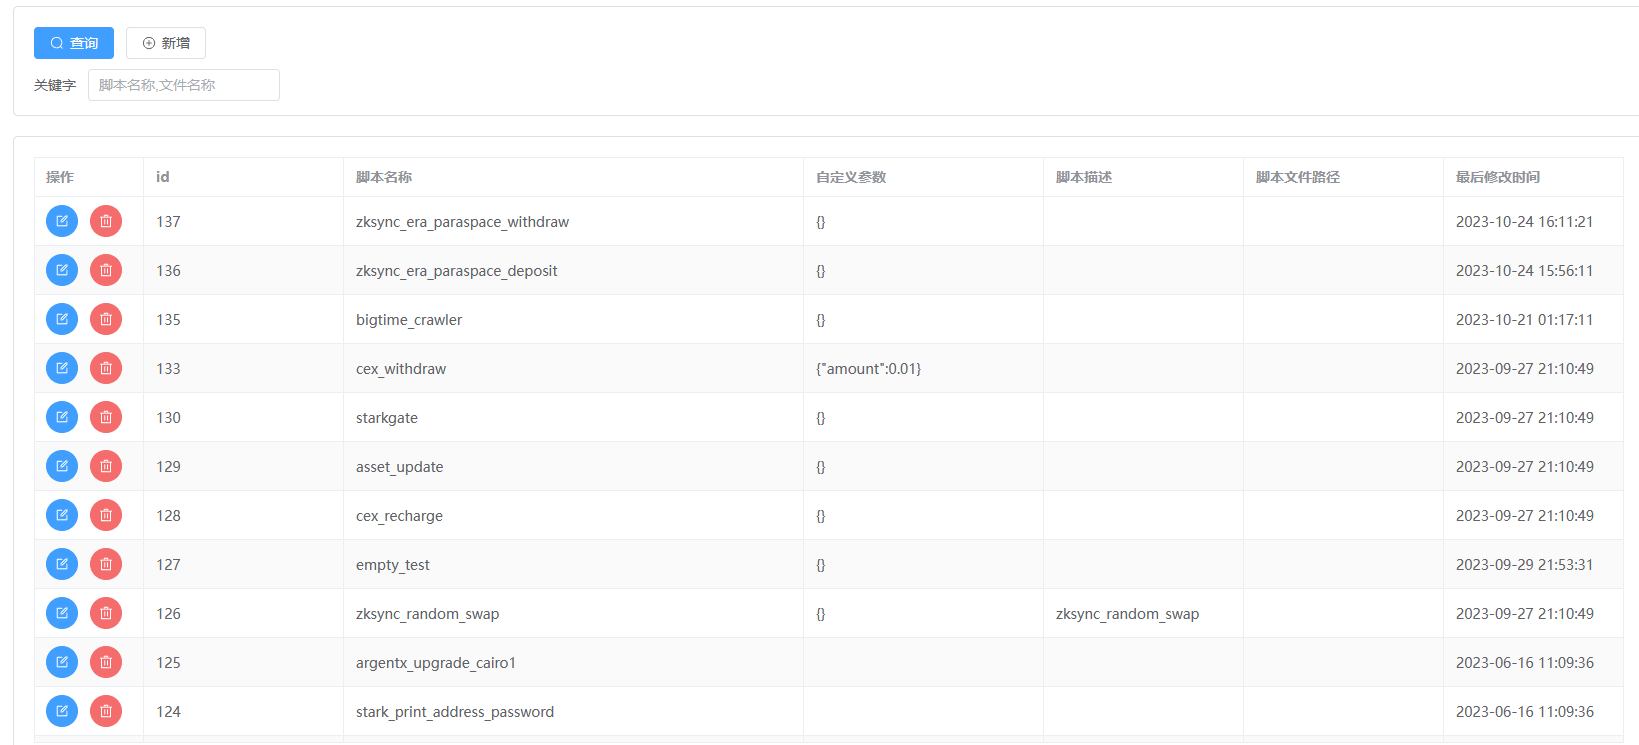 查询 新增
关键字 脚本名称,文件名称
操作 id 脚本名称 自定义参数 脚本描述 脚本文件路径 最后修改时间
137 zksync_era_paraspace_withdraw {} 2023-10-24 16:11:21
136 zksync_era_paraspace_deposit {} 2023-10-24 15:56:11
135 bigtime_crawler {} 2023-10-21 01:17:11
133 cex_withdraw {"amount":0.01} 2023-09-27 21:10:49
130 starkgate {} 2023-09-27 21:10:49
129 asset_update {} 2023-09-27 21:10:49
128 cex_recharge {} 2023-09-27 21:10:49
127 empty_test {} 2023-09-29 21:53:31
126 zksync_random_swap {} zksync_random_swap 2023-09-27 21:10:49
125 argentx_upgrade_cairo1 2023-06-16 11:09:36
124 stark_print_address_password 2023-06-16 11:09:36